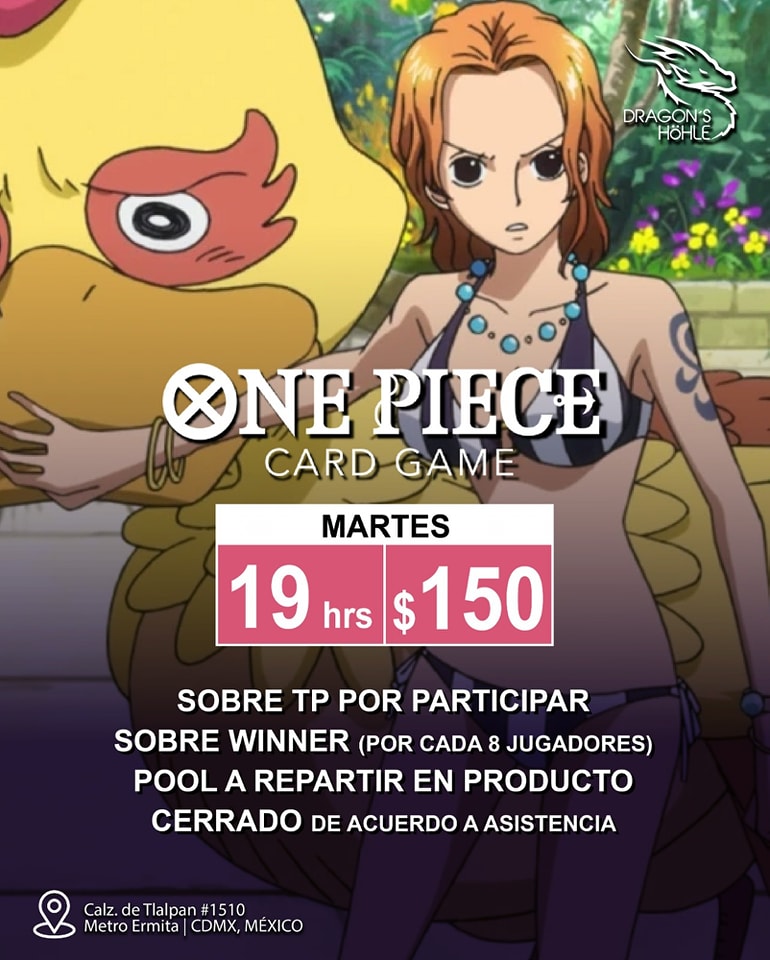 DRAGON'S
HÖHLE
ONE PIECE
CARD GAME
MARTES
19 hrs $150
SOBRE TP POR PARTICIPAR
SOBRE WINNER (POR CADA 8 JUGADORES)
POOL A REPARTIR EN PRODUCTO
CERRADO DE ACUERDO A ASISTENCIA
Calz. de Tlalpan #1510
Metro Ermita | CDMX, MÉXICO